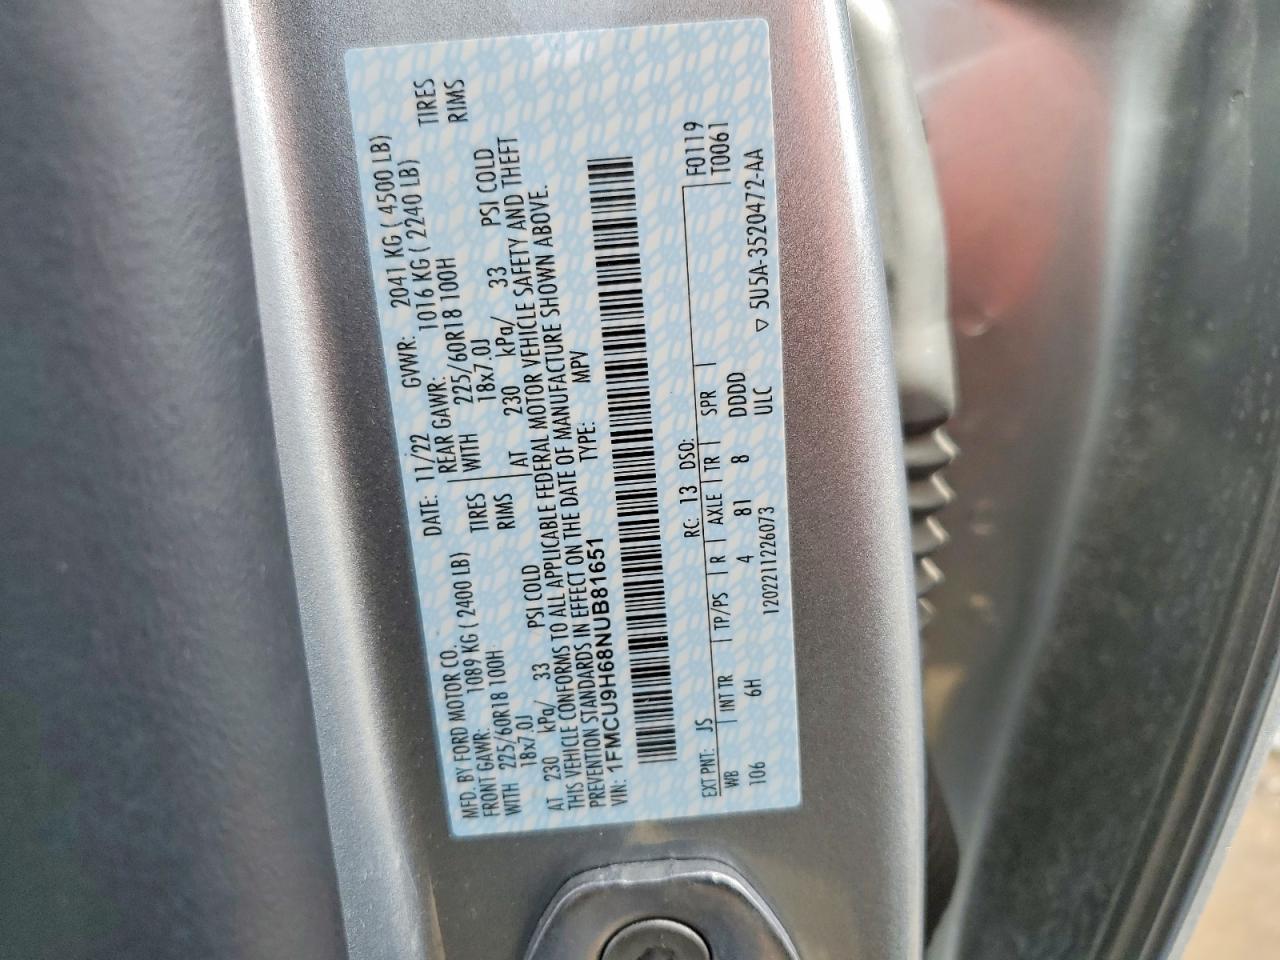 MFD. BY FORD MOTOR CO. DATE: 11/22 GVWR: 2041 KG ( 4500 LB)
FRONT GAWR: 1089 KG ( 2400 LB) REAR GAWR: 1016 KG ( 2240 LB)
WITH 225/60R18 100H TIRES WITH 225/60R18 100H TIRES
18x7.0J RIMS 18x7.0J RIMS
AT 230 kPa/ 33 PSI COLD AT 230 kPa/ 33 PSI COLD
THIS VEHICLE CONFORMS TO ALL APPLICABLE FEDERAL MOTOR VEHICLE SAFETY AND THEFT
PREVENTION STANDARDS IN EFFECT ON THE DATE OF MANUFACTURE SHOWN ABOVE.
VIN: 1FMCU9H68NUB81651 TYPE: MPV
F0119
EXT PNT: JS RC: 13 DSO: T0061
WB INT TR TP/PS R AXLE TR SPR
106 6H 4 81 8 DDDD ▽ 5U5A-3520472-AA
1202211226073 ULC